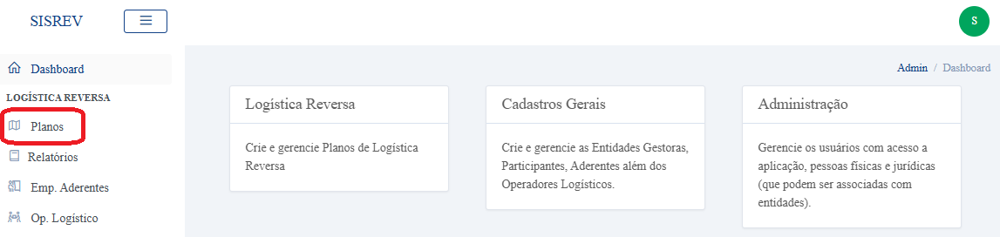 SISREV
S
Dashboard
Admin / Dashboard
LOGÍSTICA REVERSA
Planos
Relatórios
Emp. Aderentes
Op. Logístico
Logística Reversa
Crie e gerencie Planos de Logística
Reversa
Cadastros Gerais
Crie e gerencie as Entidades Gestoras,
Participantes, Aderentes além dos
Operadores Logísticos.
Administração
Gerencie os usuários com acesso a
aplicação, pessoas físicas e jurídicas
(que podem ser associadas com
entidades).